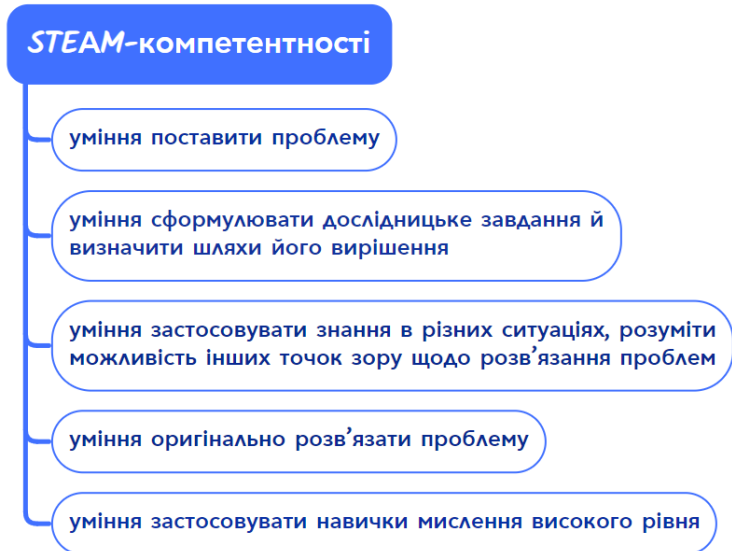 STEAM-компетентності
уміння поставити проблему
уміння сформулювати дослідницьке завдання й
визначити шляхи його вирішення
уміння застосовувати знання в різних ситуаціях, розуміти
можливість інших точок зору щодо розв’язання проблем
уміння оригінально розв’язати проблему
уміння застосовувати навички мислення високого рівня